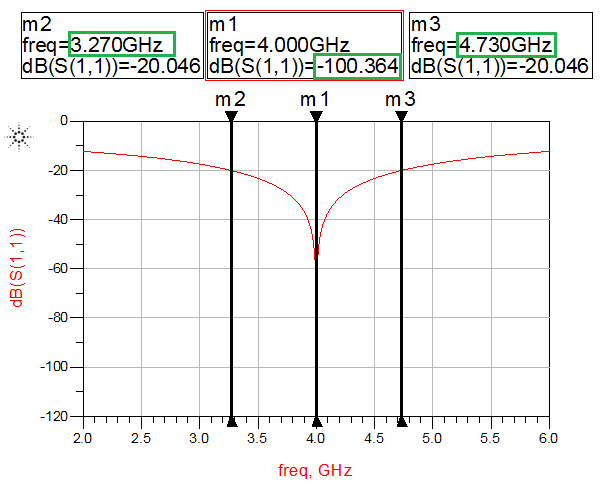 m2
freq=3.270GHz
dB(S(1,1))=-20.046
m1
freq=4.000GHz
dB(S(1,1))=-100.364
m3
freq=4.730GHz
dB(S(1,1))=-20.046
m2 m1 m3
0
-20
-40
-60
-80
-100
-120
dB(S(1,1))
2.0 2.5 3.0 3.5 4.0 4.5 5.0 5.5 6.0
freq, GHz